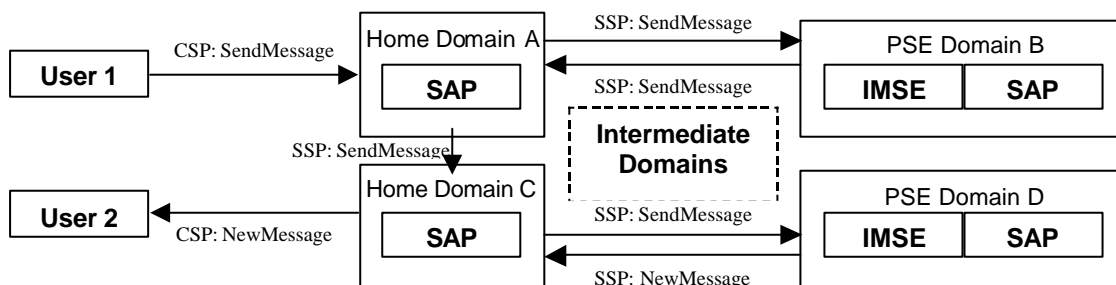 CSP: SendMessage
User 1
Home Domain A
SAP
SSP: SendMessage
SSP: SendMessage
PSE Domain B
IMSE SAP
SSP: SendMessage
Intermediate
Domains
User 2
CSP: NewMessage
Home Domain C
SAP
SSP: SendMessage
SSP: NewMessage
PSE Domain D
IMSE SAP